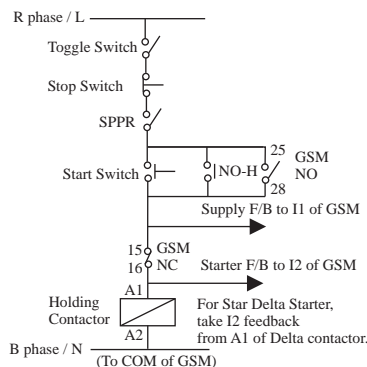 R phase / L
Toggle Switch
Stop Switch
SPPR
Start Switch
NO-H
25
GSM
NO
28
Supply F/B to I1 of GSM
15
GSM
16
NC
Starter F/B to I2 of GSM
A1
Holding
Contactor
For Star Delta Starter,
take I2 feedback
from A1 of Delta contactor.
A2
B phase / N
(To COM of GSM)